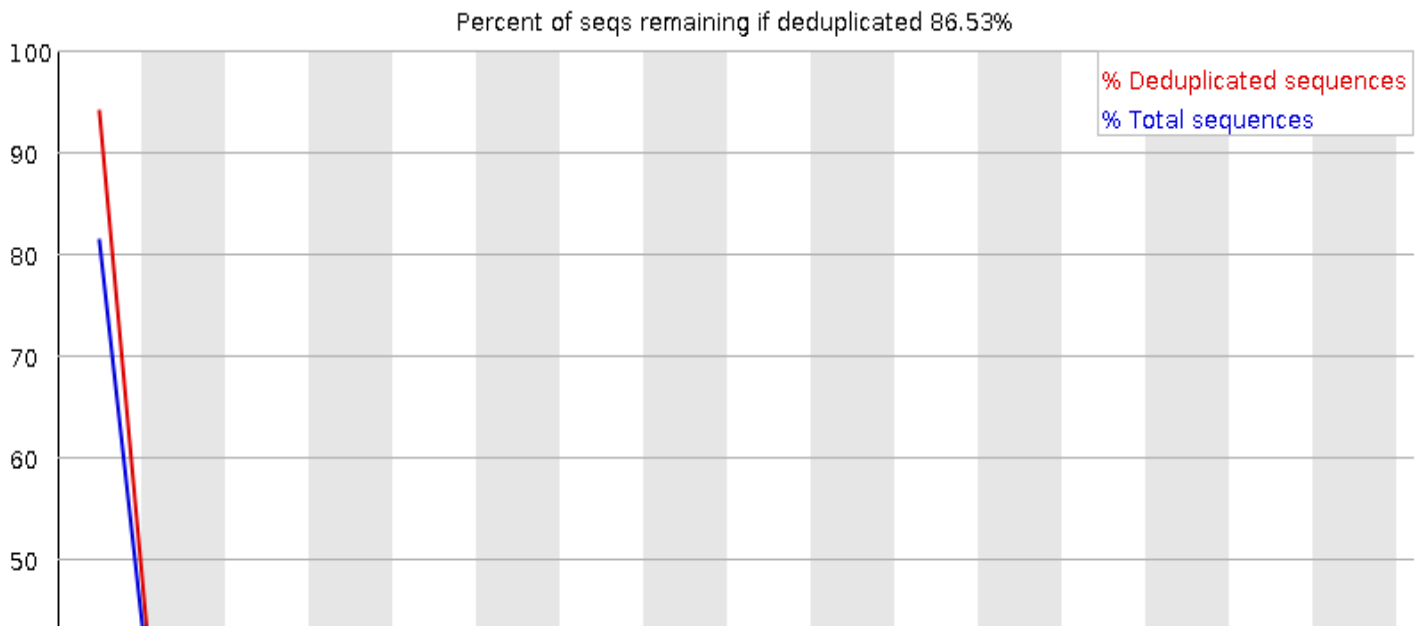 Percent of seqs remaining if deduplicated 86.53%
100
% Deduplicated sequences
% Total sequences
90
80
70
60
50